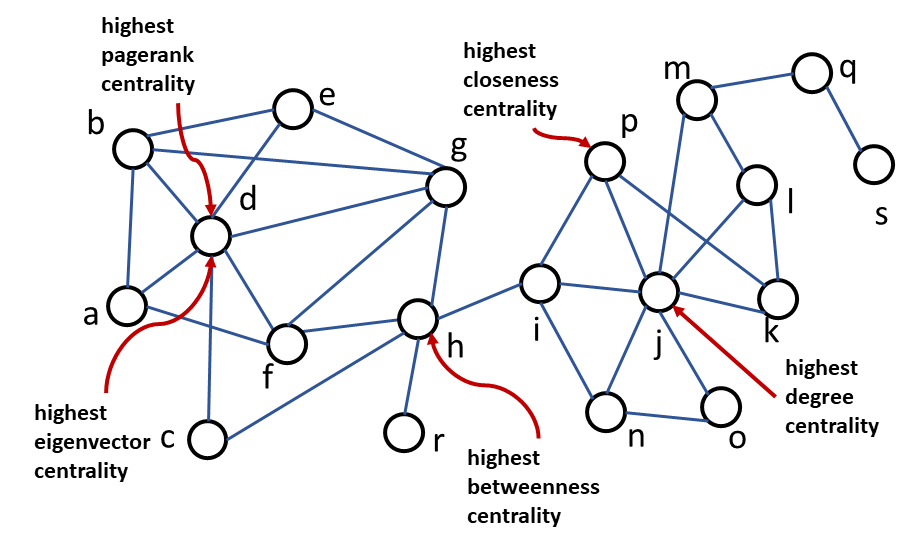 highest
pagerank
centrality
highest
closeness
centrality
m
q
e
b
p
g
d
l
s
a
i
j
k
h
f
highest
degree
centrality
highest
eigenvector
centrality
c
r
n
o
highest
betweenness
centrality